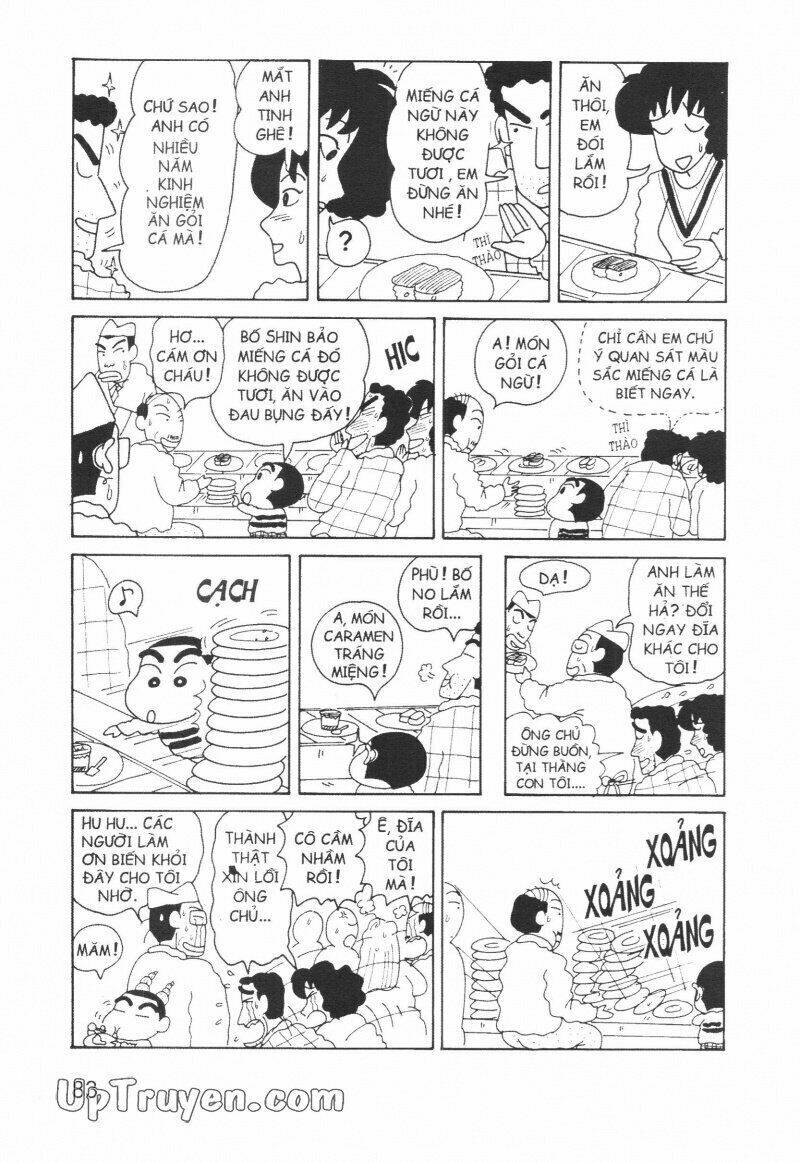 ĂN
THÔI,
EM
ĐÓI
LẮM
RỒI!
MIẾNG CÁ
NGỪ NÀY
KHÔNG
ĐƯỢC
TƯƠI, EM
ĐỪNG ĂN
NHÉ!
THÌ
THÀO
?
MẮT
ANH
TINH
GHÊ!
CHỨ SAO!
ANH CÓ
NHIỀU
NĂM
KINH
NGHIỆM
ĂN GỎI
CÁ MÀ!
CHỈ CẦN EM CHÚ
Ý QUAN SÁT MÀU
SẮC MIẾNG CÁ LÀ
BIẾT NGAY.
THÌ
THÀO
A! MÓN
GỎI CÁ
NGỪ!
HIC
BỐ SHIN BẢO
MIẾNG CÁ ĐÓ
KHÔNG ĐƯỢC
TƯƠI, ĂN VÀO
ĐAU BỤNG ĐẤY!
HƠ...
CÁM ƠN
CHÁU!
ANH LÀM
ĂN THẾ
HẢ? ĐỔI
NGAY ĐĨA
KHÁC CHO
TÔI!
DẠ!
ÔNG CHỦ
ĐỪNG BUỒN,
TẠI THẰNG
CON TÔI....
PHÙ! BỐ
NO LẮM
RỒI...
A, MÓN
CARAMEN
TRÁNG
MIỆNG!
CẠCH
♪
XOẢNG
XOẢNG
XOẢNG
Ê, ĐĨA
CỦA
TÔI
MÀ!
CÔ CẦM
NHẦM
RỒI!
THÀNH
THẬT
XIN LỖI
ÔNG
CHỦ...
HU HU... CÁC
NGƯỜI LÀM
ƠN BIẾN KHỎI
ĐÂY CHO TÔI
NHỜ.
MĂM!
83
UpTruyen.com